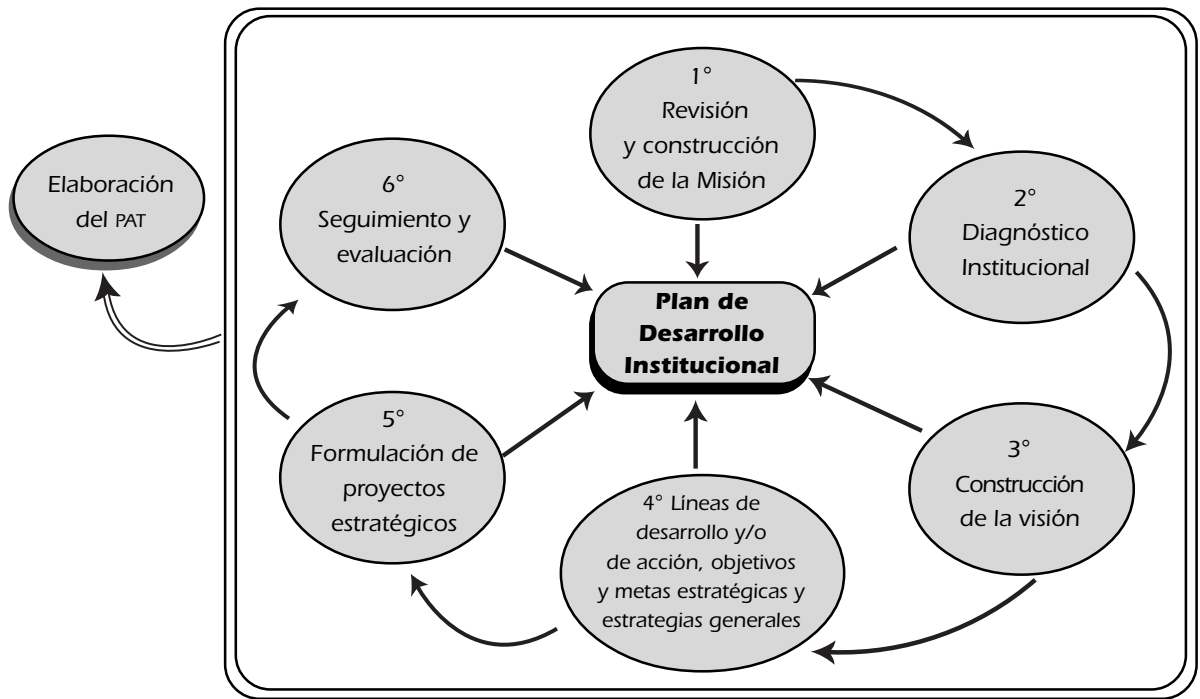 1°
Revisión
y construcción
de la Misión
2°
Diagnóstico
Institucional
3°
Construcción
de la visión
4° Líneas de
desarrollo y/o
de acción, objetivos
y metas estratégicas y
estrategias generales
5°
Formulación de
proyectos
estratégicos
6°
Seguimiento y
evaluación
Plan de
Desarrollo
Institucional
Elaboración
del PAT